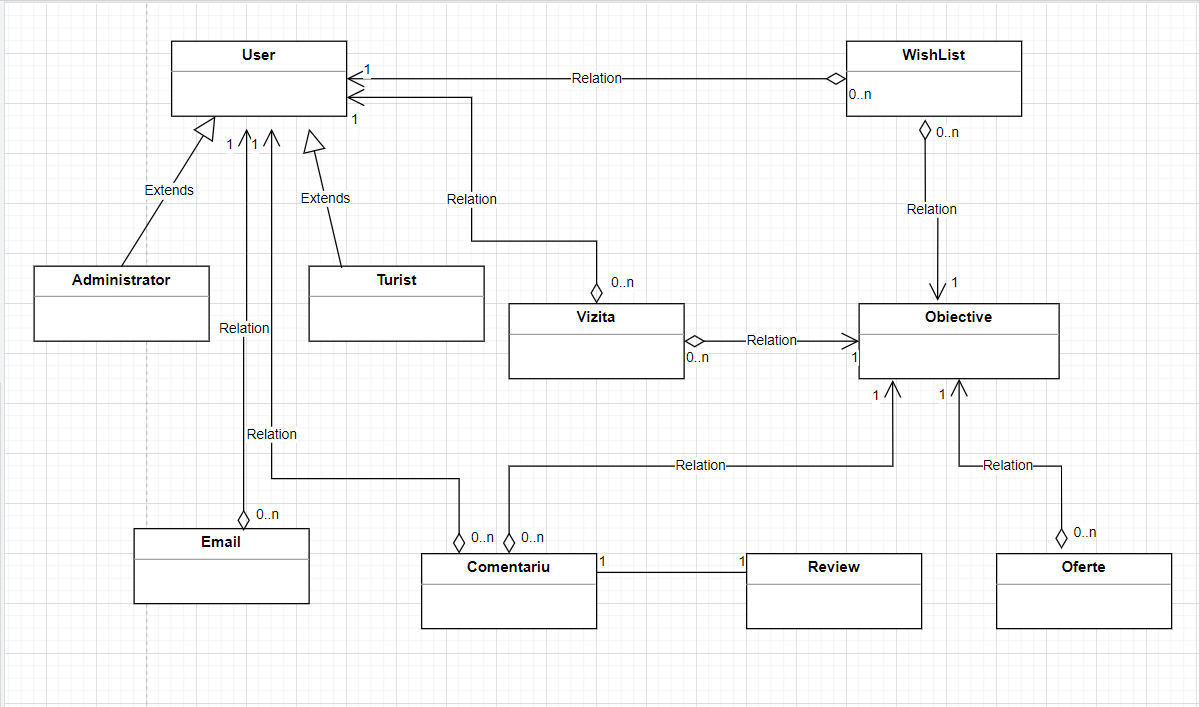 User
WishList
1
Relation
0..n
1
0..n
1
1
Extends
Extends
Relation
Relation
Administrator
Turist
0..n
1
Vizita
Obiective
Relation
Relation
0..n
1
1
1
Relation
Relation
Relation
0..n
0..n
0..n
0..n
Email
1
1
Comentariu
Review
Oferte